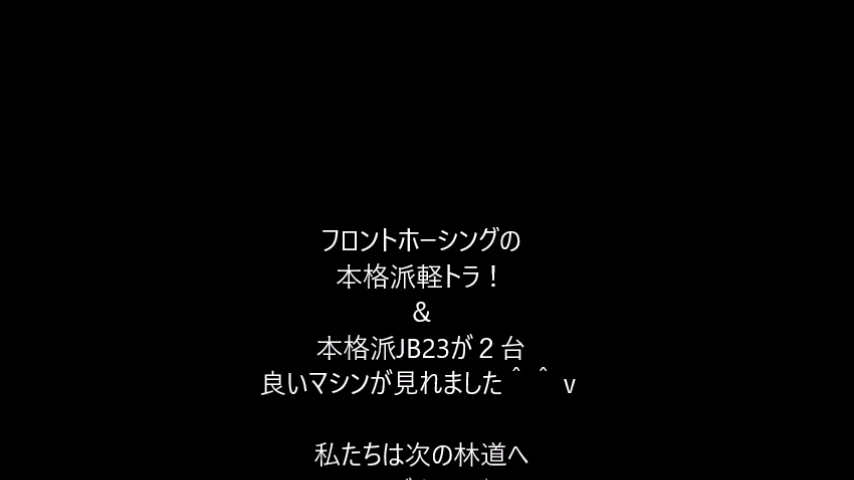 フロントホーシングの
本格派軽トラ！
＆
本格派JB23が２台
良いマシンが見れました＾＾ｖ
私たちは次の林道へ